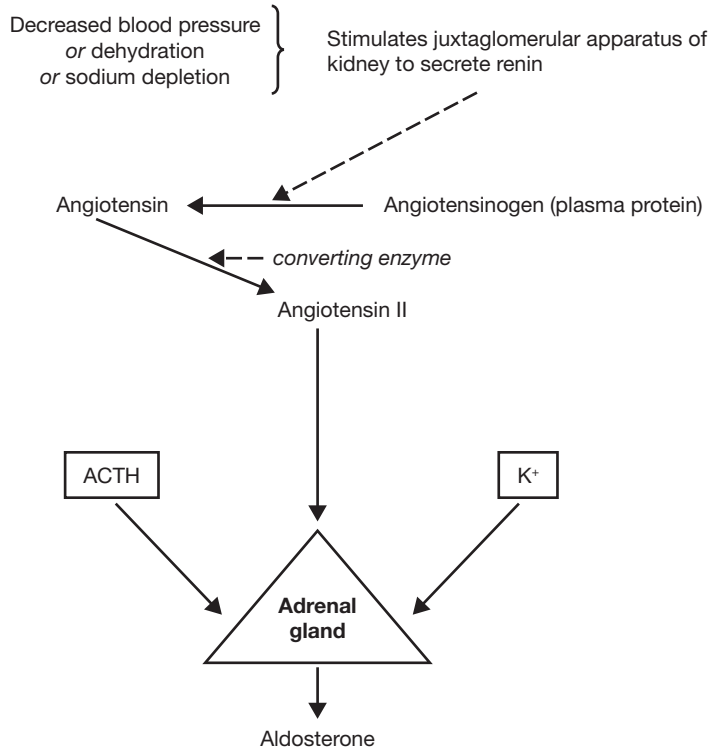 Decreased blood pressure
or dehydration
or sodium depletion
Stimulates juxtaglomerular apparatus of
kidney to secrete renin
Angiotensin
Angiotensinogen (plasma protein)
converting enzyme
Angiotensin II
ACTH
K⁺
Adrenal
gland
Aldosterone